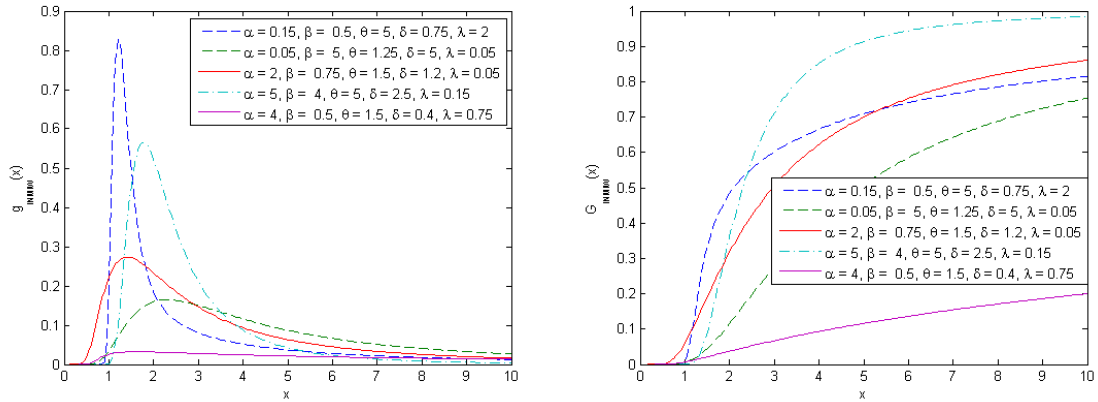 0.9
0.8
0.7
0.6
0.5
0.4
0.3
0.2
0.1
0
0 1 2 3 4 5 6 7 8 9 10
x
g (x)
α = 0.15, β = 0.5, θ = 5, δ = 0.75, λ = 2
α = 0.05, β = 5, θ = 1.25, δ = 5, λ = 0.05
α = 2, β = 0.75, θ = 1.5, δ = 1.2, λ = 0.05
α = 5, β = 4, θ = 5, δ = 2.5, λ = 0.15
α = 4, β = 0.5, θ = 1.5, δ = 0.4, λ = 0.75
1
0.9
0.8
0.7
0.6
0.5
0.4
0.3
0.2
0.1
0
0 1 2 3 4 5 6 7 8 9 10
x
G (x)
α = 0.15, β = 0.5, θ = 5, δ = 0.75, λ = 2
α = 0.05, β = 5, θ = 1.25, δ = 5, λ = 0.05
α = 2, β = 0.75, θ = 1.5, δ = 1.2, λ = 0.05
α = 5, β = 4, θ = 5, δ = 2.5, λ = 0.15
α = 4, β = 0.5, θ = 1.5, δ = 0.4, λ = 0.75